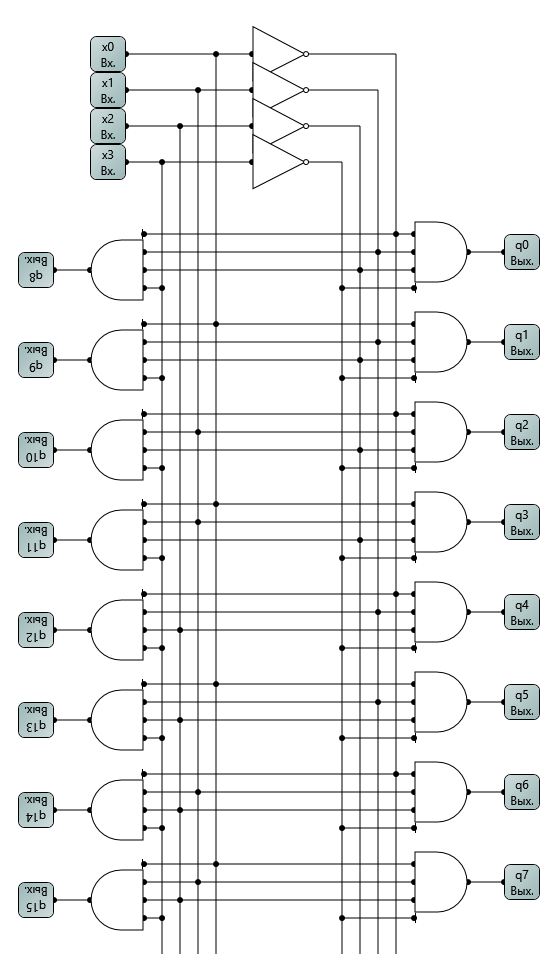 x0
Вх.
x1
Вх.
x2
Вх.
x3
Вх.
q8
Вых.
q0
Вых.
q9
Вых.
q1
Вых.
q10
Вых.
q2
Вых.
q11
Вых.
q3
Вых.
q12
Вых.
q4
Вых.
q13
Вых.
q5
Вых.
q14
Вых.
q6
Вых.
q15
Вых.
q7
Вых.